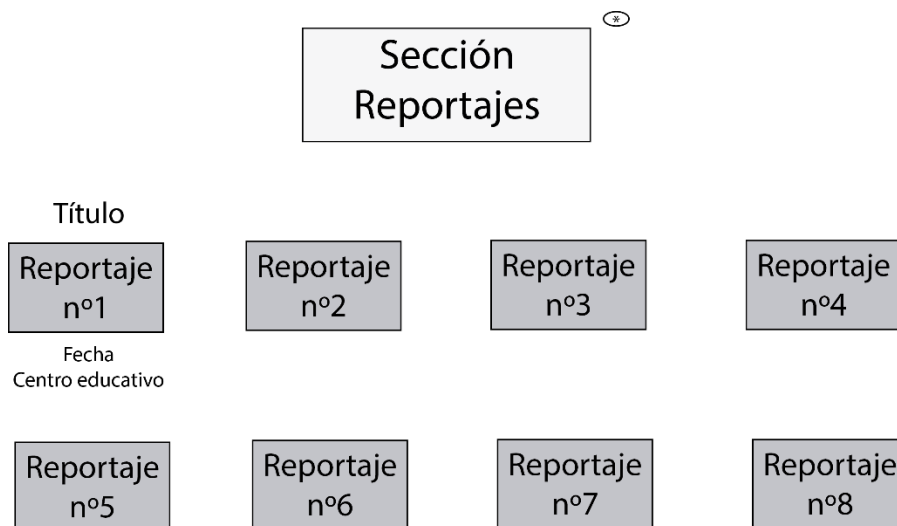 *
Sección
Reportajes
Título
Reportaje
nº1
Reportaje
nº2
Reportaje
nº3
Reportaje
nº4
Fecha
Centro educativo
Reportaje
nº5
Reportaje
nº6
Reportaje
nº7
Reportaje
nº8